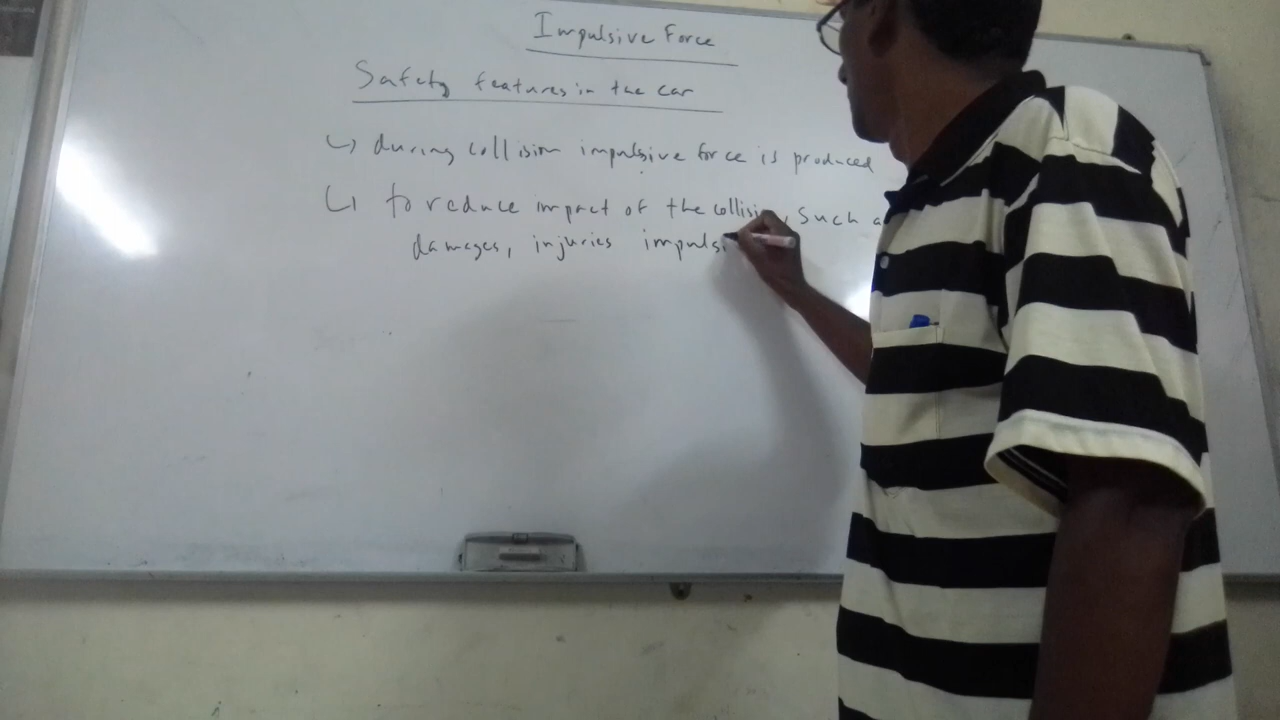 Impulsive Force
Safety features in the car
↳ during collision impulsive force is produced
↳ to reduce impact of the collision, such a
damages, injuries impulsi